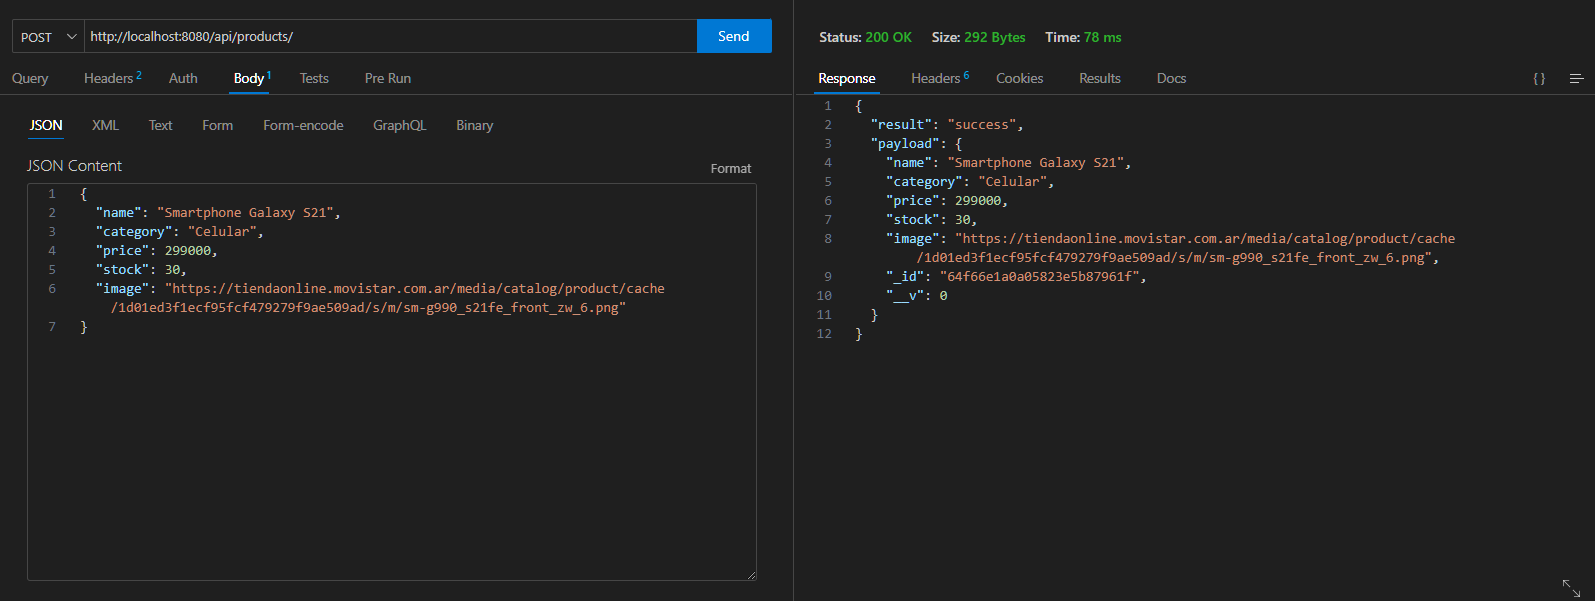 POST http://localhost:8080/api/products/ Send
Query Headers 2 Auth Body 1 Tests Pre Run
JSON XML Text Form Form-encode GraphQL Binary
JSON Content Format
1 {
2 "name": "Smartphone Galaxy S21",
3 "category": "Celular",
4 "price": 299000,
5 "stock": 30,
6 "image": "https://tiendaonline.movistar.com.ar/media/catalog/product/cache
/1d01ed3f1ecf95fcf479279f9ae509ad/s/m/sm-g990_s21fe_front_zw_6.png"
7 }
Status: 200 OK Size: 292 Bytes Time: 78 ms
Response Headers 6 Cookies Results Docs { }
1 {
2 "result": "success",
3 "payload": {
4 "name": "Smartphone Galaxy S21",
5 "category": "Celular",
6 "price": 299000,
7 "stock": 30,
8 "image": "https://tiendaonline.movistar.com.ar/media/catalog/product/cache
/1d01ed3f1ecf95fcf479279f9ae509ad/s/m/sm-g990_s21fe_front_zw_6.png",
9 "_id": "64f66e1a0a05823e5b87961f",
10 "__v": 0
11 }
12 }